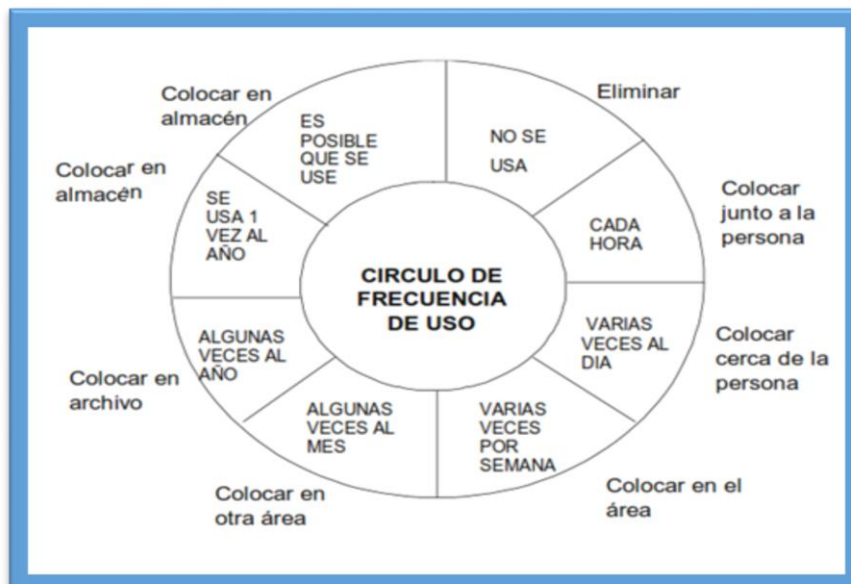 Colocar en
almacén
ES
POSIBLE
QUE SE
USE
NO SE
USA
Eliminar
Colocar en
almacén
SE
USA 1
VEZ AL
AÑO
CADA
HORA
Colocar
junto a la
persona
CIRCULO DE
FRECUENCIA
DE USO
ALGUNAS
VECES AL
AÑO
Colocar en
archivo
VARIAS
VECES AL
DIA
Colocar
cerca de la
persona
ALGUNAS
VECES AL
MES
Colocar en
otra área
VARIAS
VECES
POR
SEMANA
Colocar en el
área